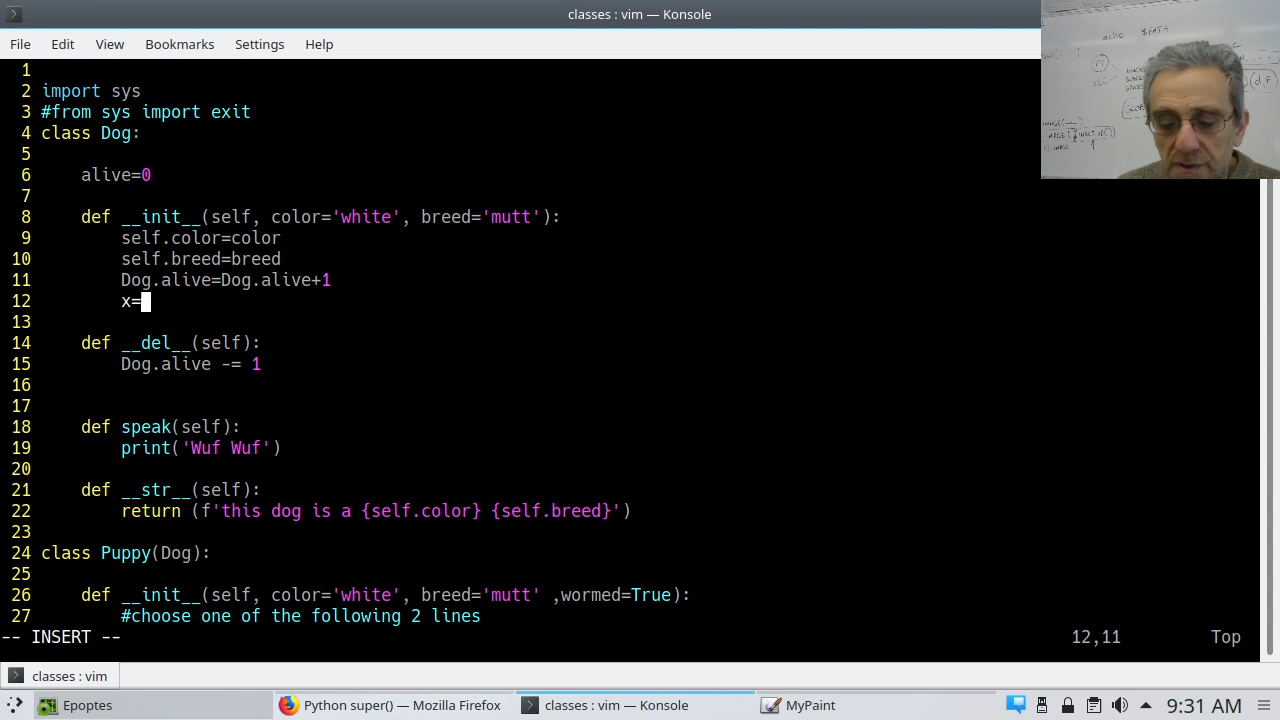 classes : vim — Konsole
File Edit View Bookmarks Settings Help
1
2 import sys
3 #from sys import exit
4 class Dog:
5
6     alive=0
7
8     def __init__(self, color='white', breed='mutt'):
9         self.color=color
10         self.breed=breed
11         Dog.alive=Dog.alive+1
12         x=
13
14     def __del__(self):
15         Dog.alive -= 1
16
17
18     def speak(self):
19         print('Wuf Wuf')
20
21     def __str__(self):
22         return (f'this dog is a {self.color} {self.breed}')
23
24 class Puppy(Dog):
25
26     def __init__(self, color='white', breed='mutt' ,wormed=True):
27         #choose one of the following 2 lines
-- INSERT -- 12,11 Top
classes : vim
Epoptes Python super() — Mozilla Firefox classes : vim — Konsole MyPaint 9:31 AM
echo $PATH